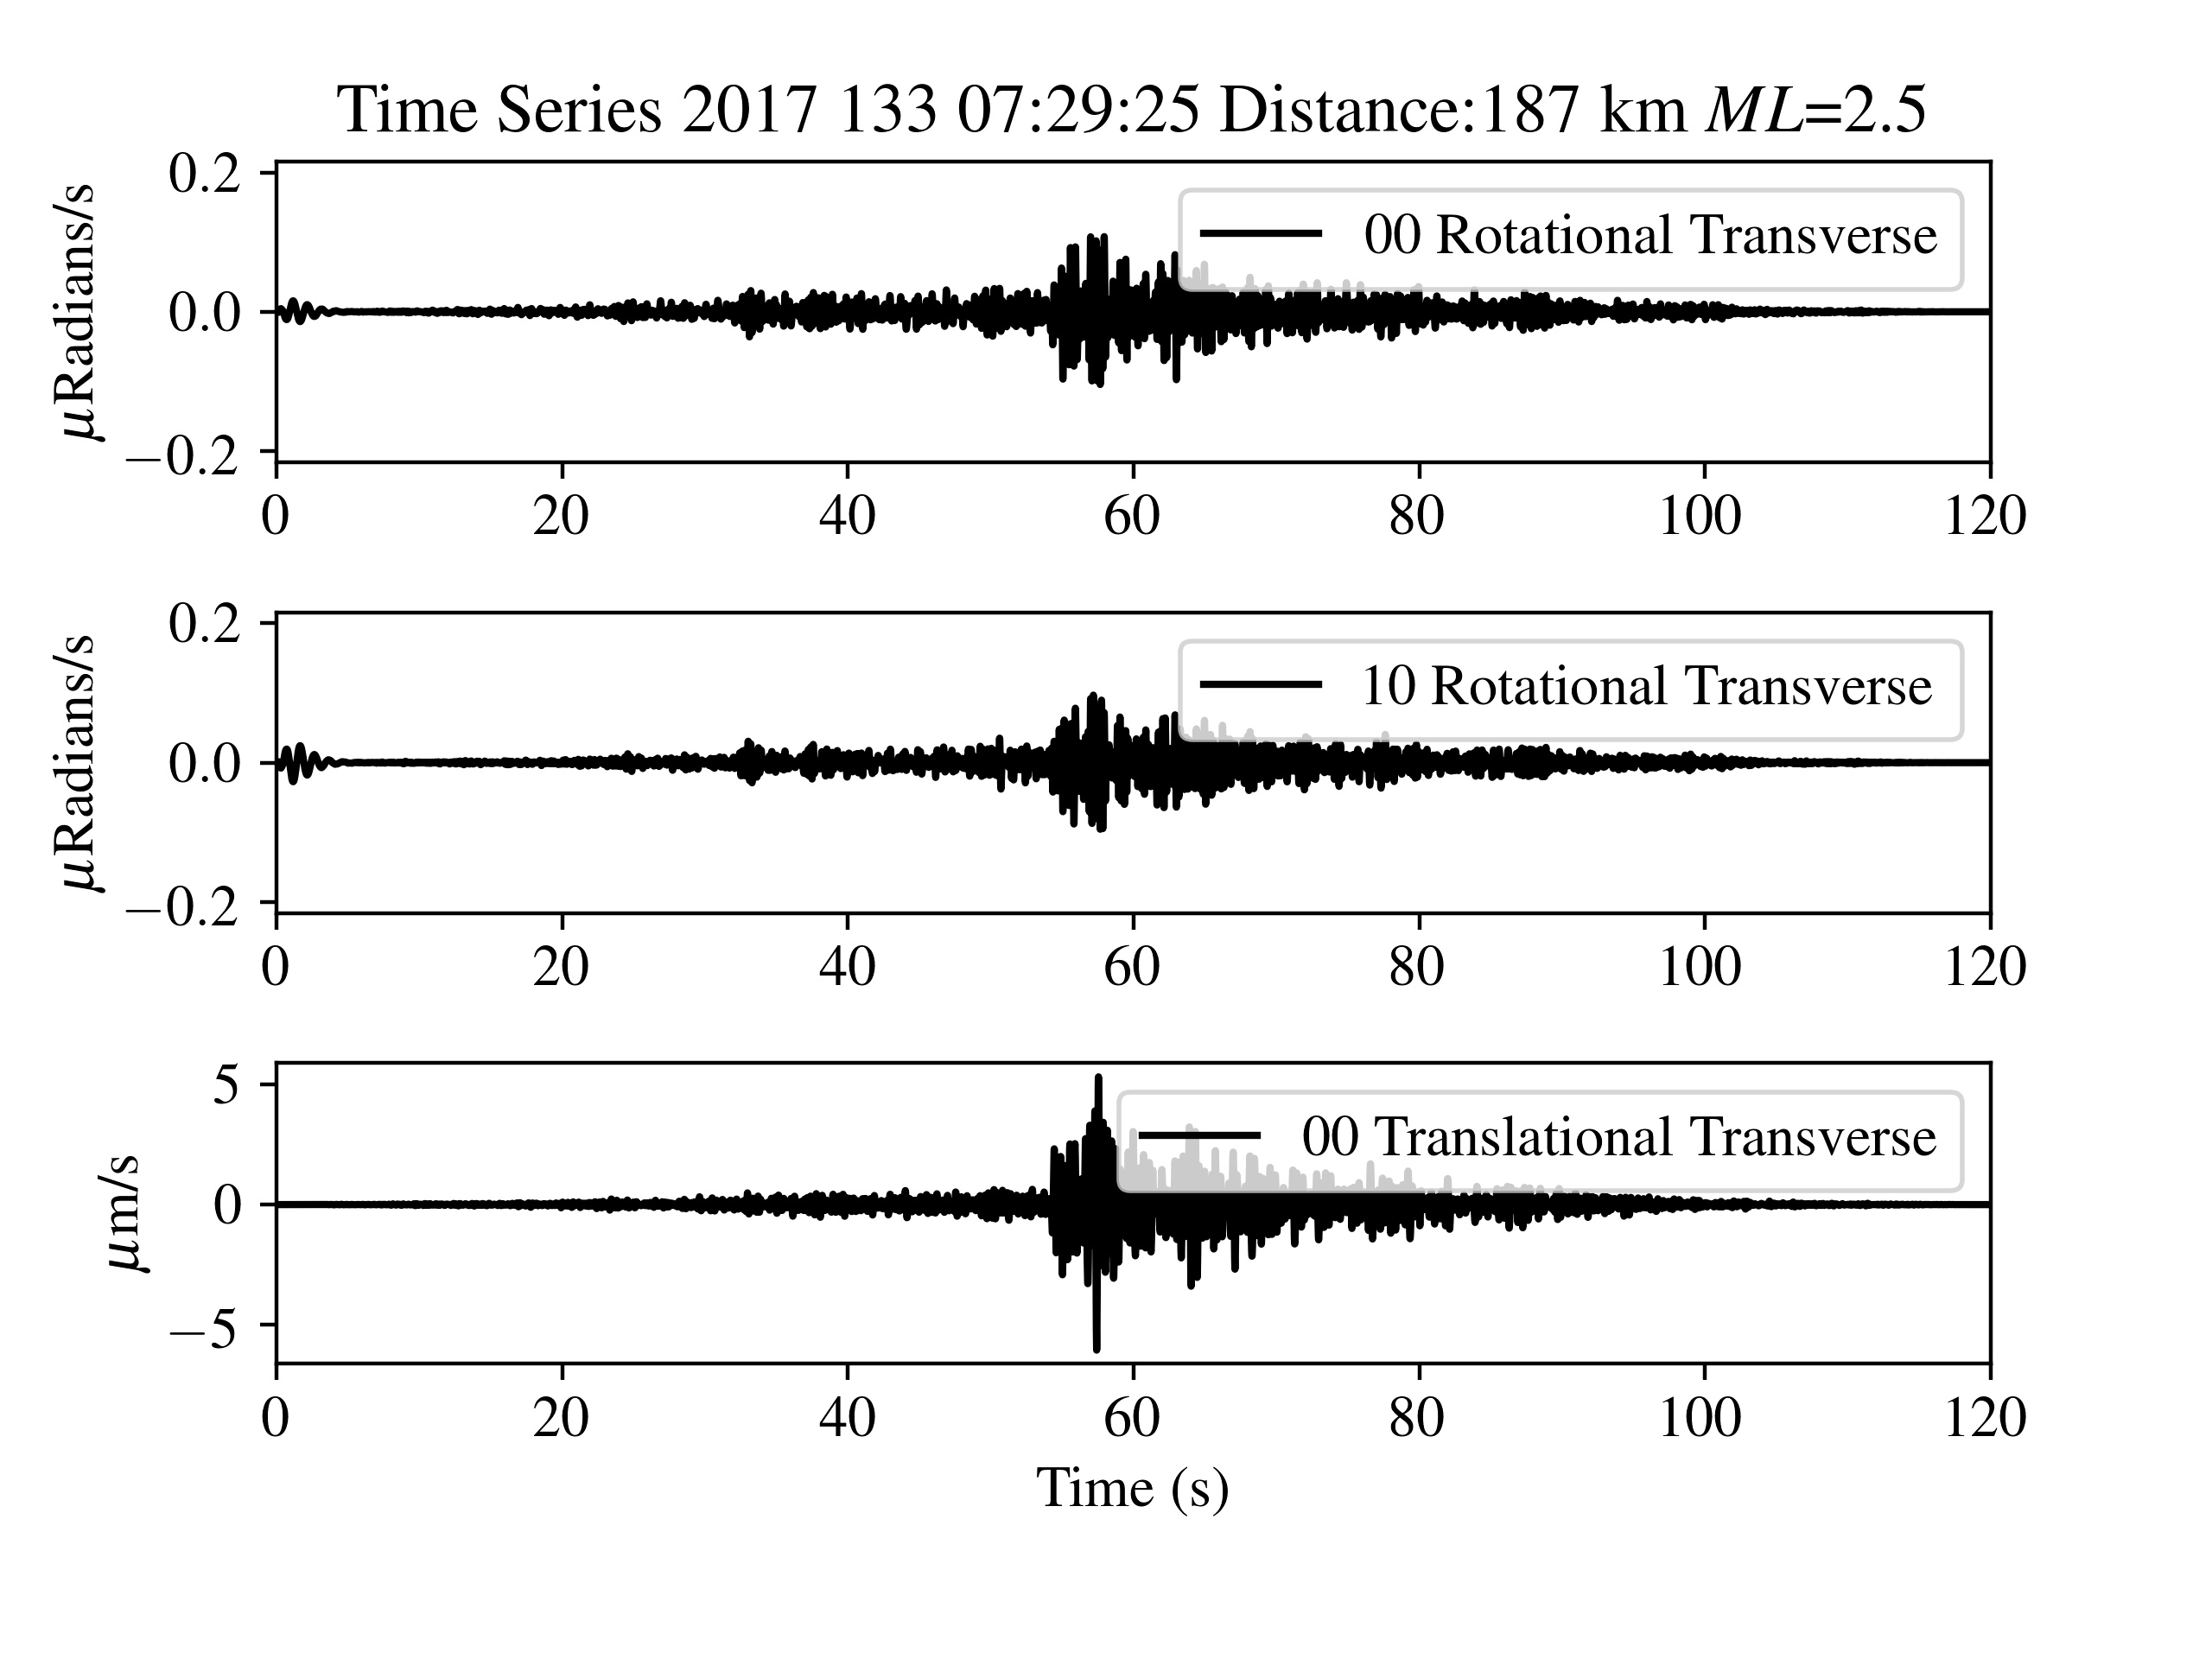 Time Series 2017 133 07:29:25 Distance:187 km ML=2.5
0.2
0.0
−0.2
μRadians/s
00 Rotational Transverse
0 20 40 60 80 100 120
0.2
0.0
−0.2
μRadians/s
10 Rotational Transverse
0 20 40 60 80 100 120
5
0
−5
μm/s
00 Translational Transverse
0 20 40 60 80 100 120
Time (s)